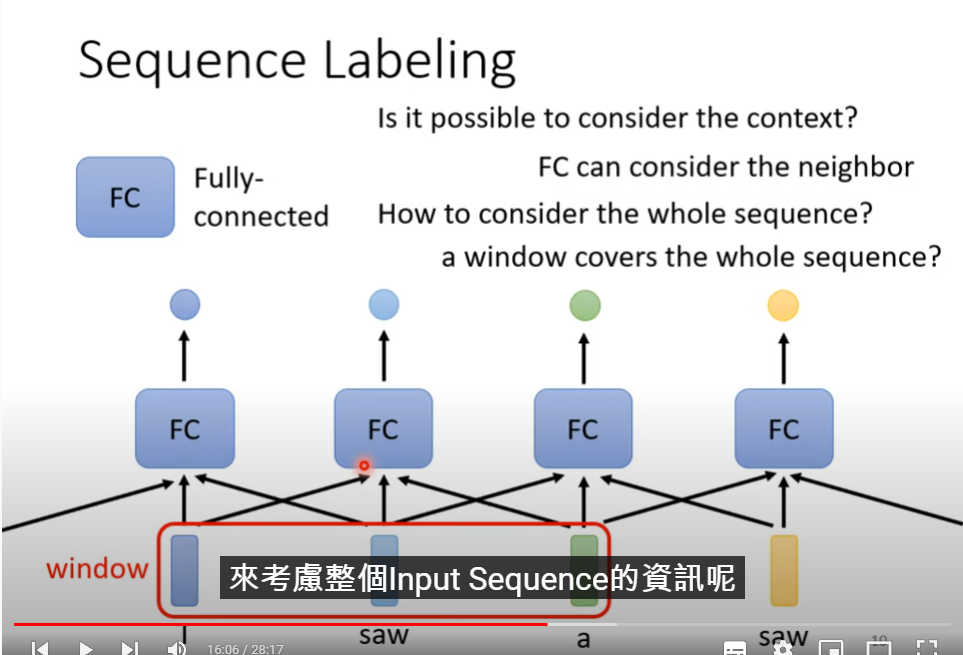 Sequence Labeling
Is it possible to consider the context?
FC can consider the neighbor
FC
Fully-
connected
How to consider the whole sequence?
a window covers the whole sequence?
FC
FC
FC
FC
window
來考慮整個Input Sequence的資訊呢
I
saw
a
saw
10
16:06 / 28:17